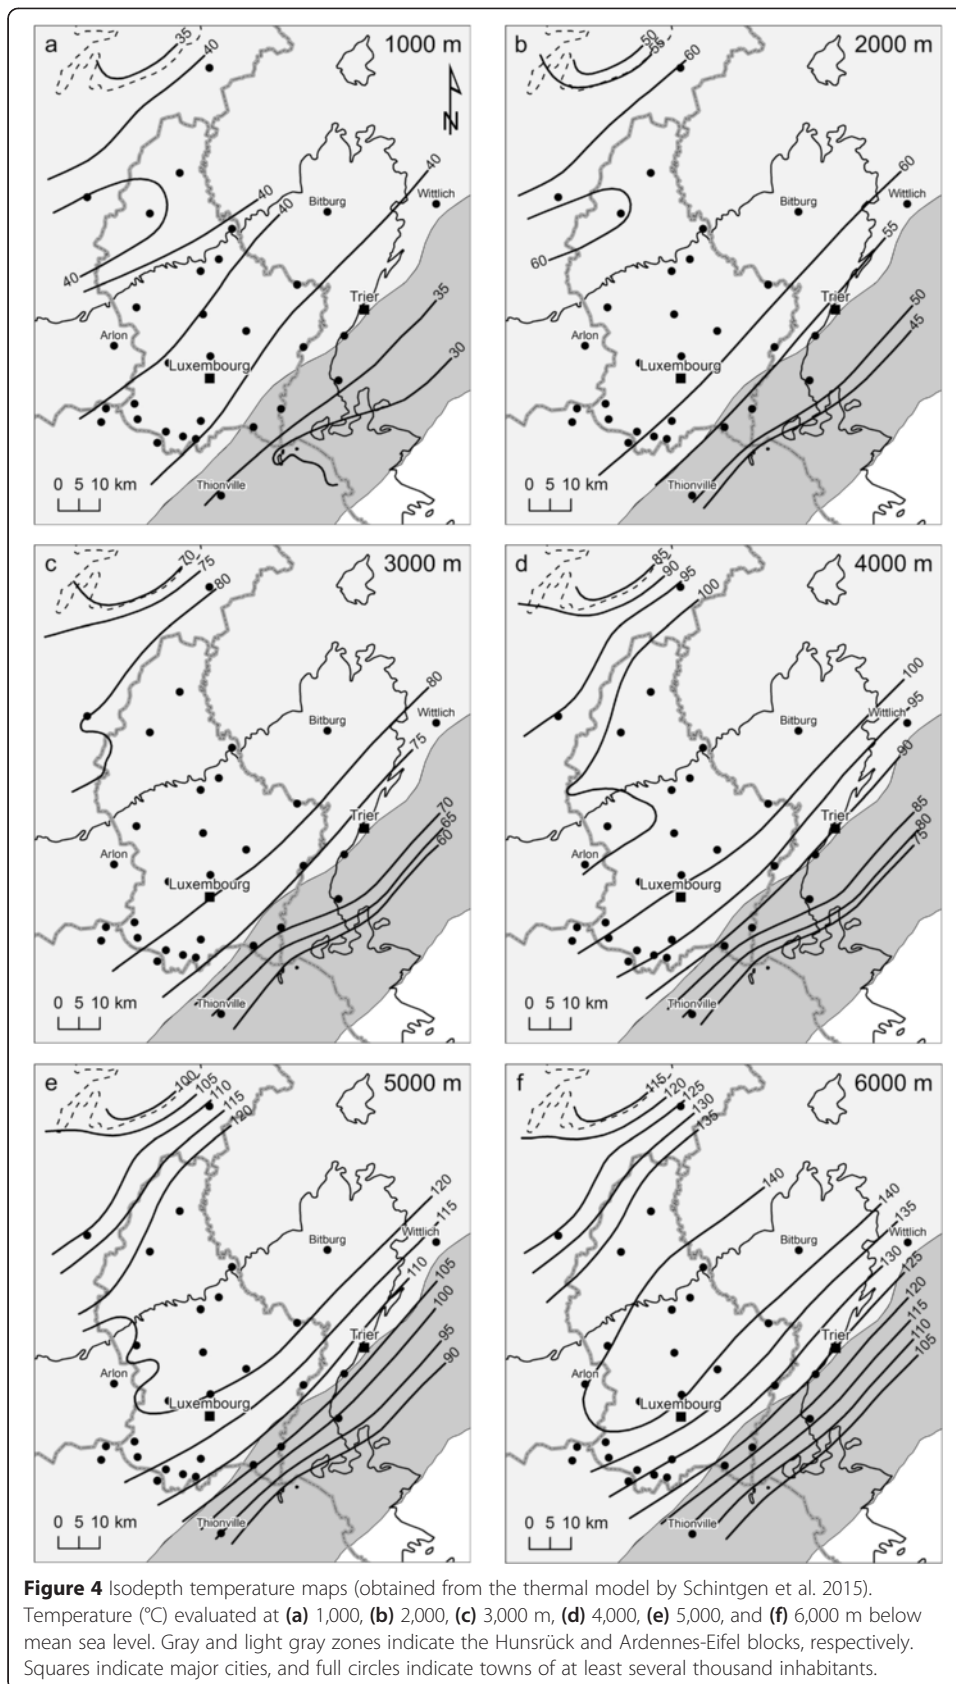 a
1000 m
35
40
N
40
40
40
40
Bitburg
Wittlich
Trier
35
30
Arlon
Luxembourg
Thionville
0 5 10 km
b
2000 m
50
55
60
60
60
55
Bitburg
Wittlich
Trier
50
45
Arlon
Luxembourg
Thionville
0 5 10 km
c
3000 m
70
75
80
80
75
Bitburg
Wittlich
Trier
70
65
60
Arlon
Luxembourg
Thionville
0 5 10 km
d
4000 m
85
90
95
100
100
95
90
Bitburg
Wittlich
Trier
85
80
75
Arlon
Luxembourg
Thionville
0 5 10 km
e
5000 m
100
105
110
115
120
120
115
110
105
100
95
90
Bitburg
Wittlich
Trier
Arlon
Luxembourg
Thionville
0 5 10 km
f
6000 m
115
120
125
130
135
140
140
135
130
125
120
115
110
105
Bitburg
Wittlich
Trier
Arlon
Luxembourg
Thionville
0 5 10 km
Figure 4 Isodepth temperature maps (obtained from the thermal model by Schintgen et al. 2015).
Temperature (°C) evaluated at (a) 1,000, (b) 2,000, (c) 3,000 m, (d) 4,000, (e) 5,000, and (f) 6,000 m below
mean sea level. Gray and light gray zones indicate the Hunsrück and Ardennes-Eifel blocks, respectively.
Squares indicate major cities, and full circles indicate towns of at least several thousand inhabitants.